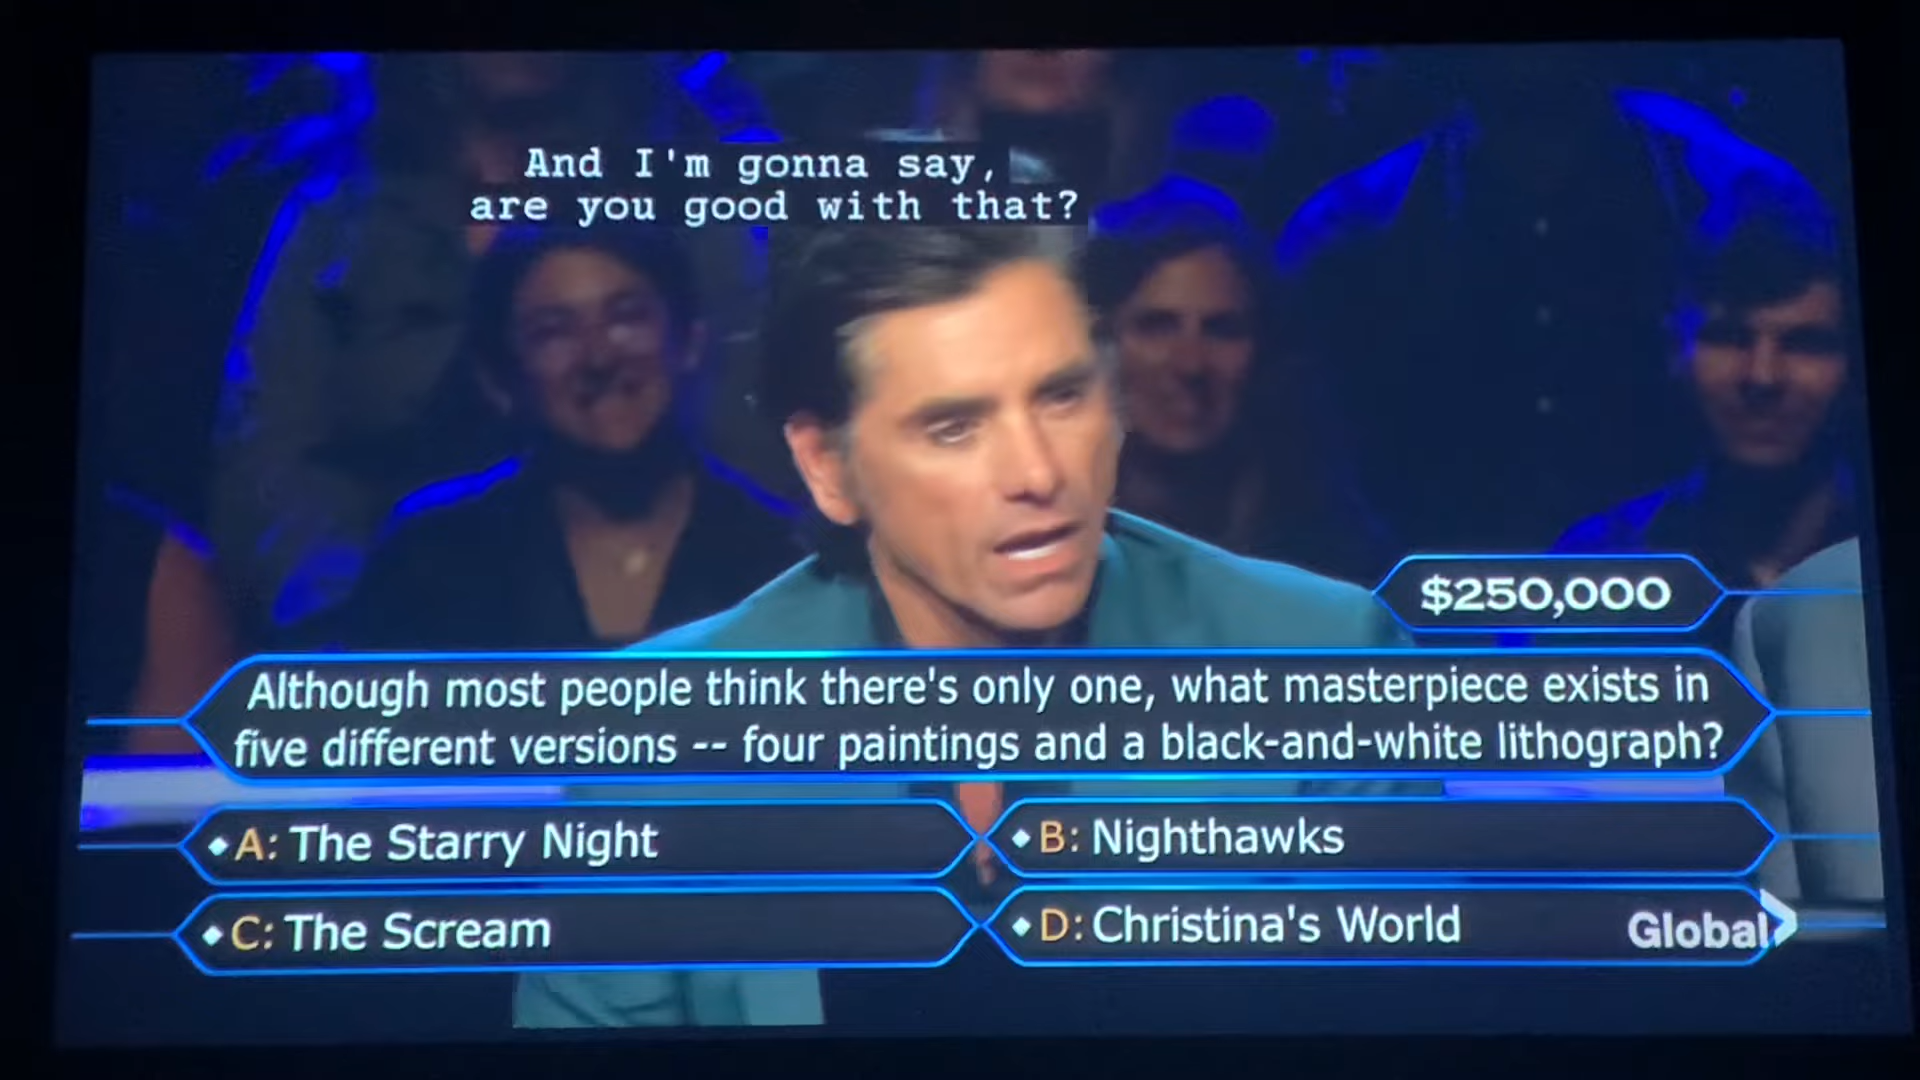 And I'm gonna say,
are you good with that?
$250,000
Although most people think there's only one, what masterpiece exists in
five different versions -- four paintings and a black-and-white lithograph?
A: The Starry Night
B: Nighthawks
C: The Scream
D: Christina's World
Global